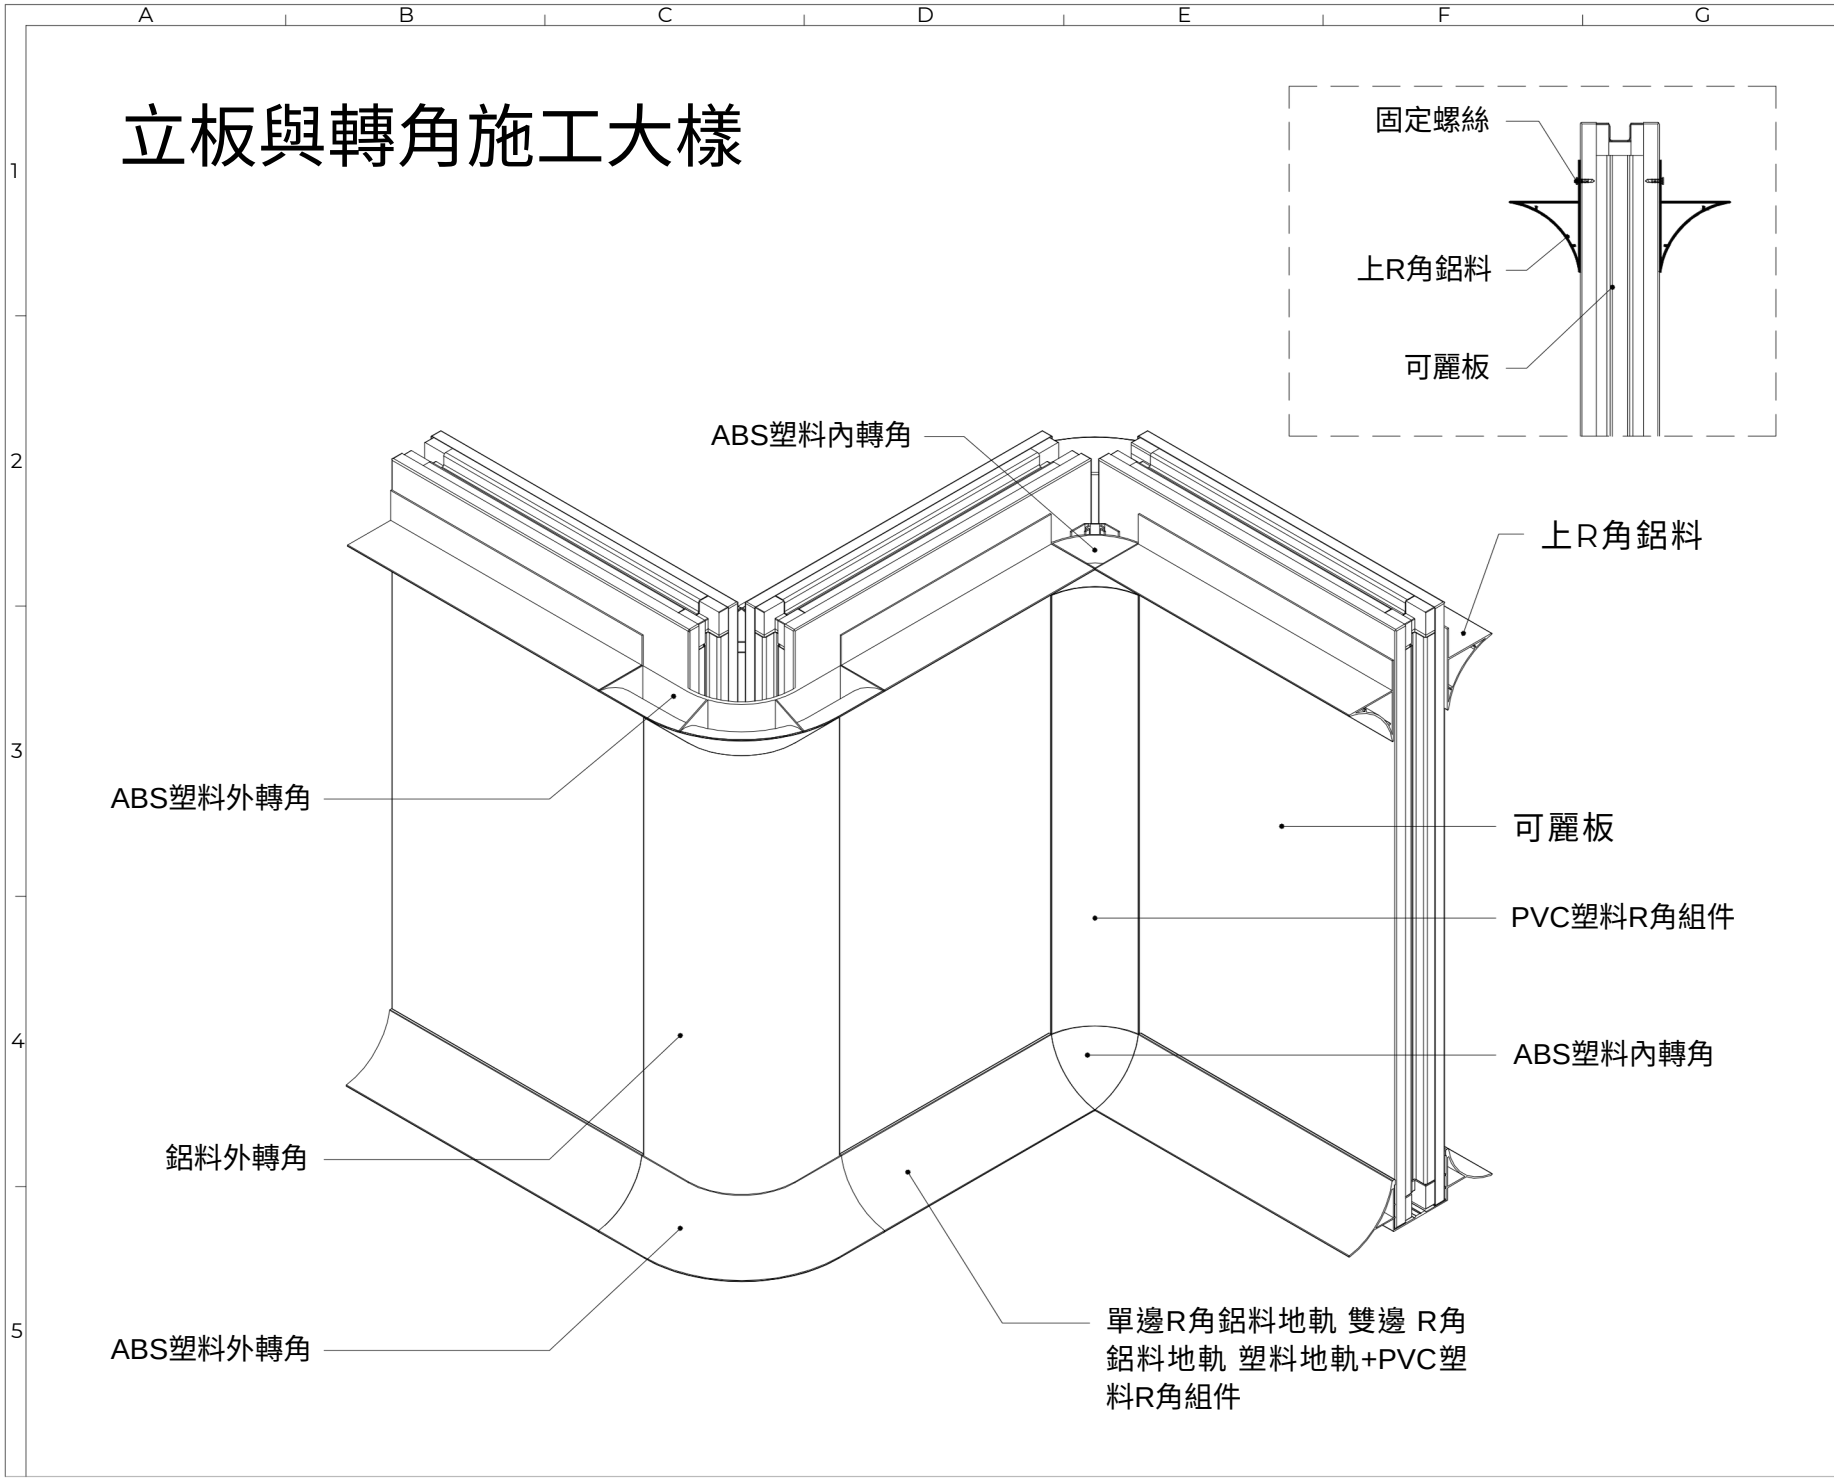 A B C D E F G
立板與轉角施工大樣
固定螺絲
1
上R角鋁料
可麗板
ABS塑料內轉角
2
上R角鋁料
3
ABS塑料外轉角
可麗板
PVC塑料R角組件
4
ABS塑料內轉角
鋁料外轉角
單邊R角鋁料地軌 雙邊 R角
5
ABS塑料外轉角
鋁料地軌 塑料地軌+PVC塑
料R角組件